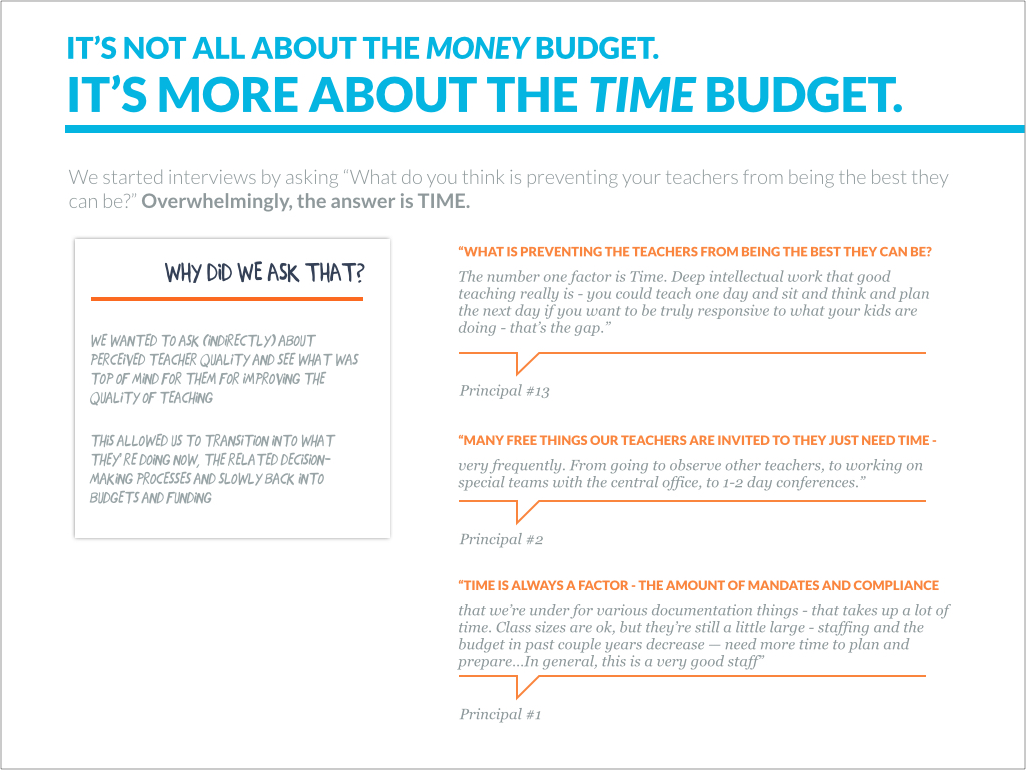 IT'S NOT ALL ABOUT THE MONEY BUDGET.
IT'S MORE ABOUT THE TIME BUDGET.
We started interviews by asking “What do you think is preventing your teachers from being the best they
can be?” Overwhelmingly, the answer is TIME.
WHY DID WE ASK THAT?
WE WANTED TO ASK (INDIRECTLY) ABOUT
PERCEIVED TEACHER QUALITY AND SEE WHAT WAS
TOP OF MIND FOR THEM FOR IMPROVING THE
QUALITY OF TEACHING
THIS ALLOWED US TO TRANSITION INTO WHAT
THEY'RE DOING NOW, THE RELATED DECISION-
MAKING PROCESSES AND SLOWLY BACK INTO
BUDGETS AND FUNDING
“WHAT IS PREVENTING THE TEACHERS FROM BEING THE BEST THEY CAN BE?
The number one factor is Time. Deep intellectual work that good
teaching really is - you could teach one day and sit and think and plan
the next day if you want to be truly responsive to what your kids are
doing - that's the gap.”
Principal #13
“MANY FREE THINGS OUR TEACHERS ARE INVITED TO THEY JUST NEED TIME -
very frequently. From going to observe other teachers, to working on
special teams with the central office, to 1-2 day conferences.”
Principal #2
“TIME IS ALWAYS A FACTOR - THE AMOUNT OF MANDATES AND COMPLIANCE
that we're under for various documentation things - that takes up a lot of
time. Class sizes are ok, but they're still a little large - staffing and the
budget in past couple years decrease — need more time to plan and
prepare...In general, this is a very good staff”
Principal #1